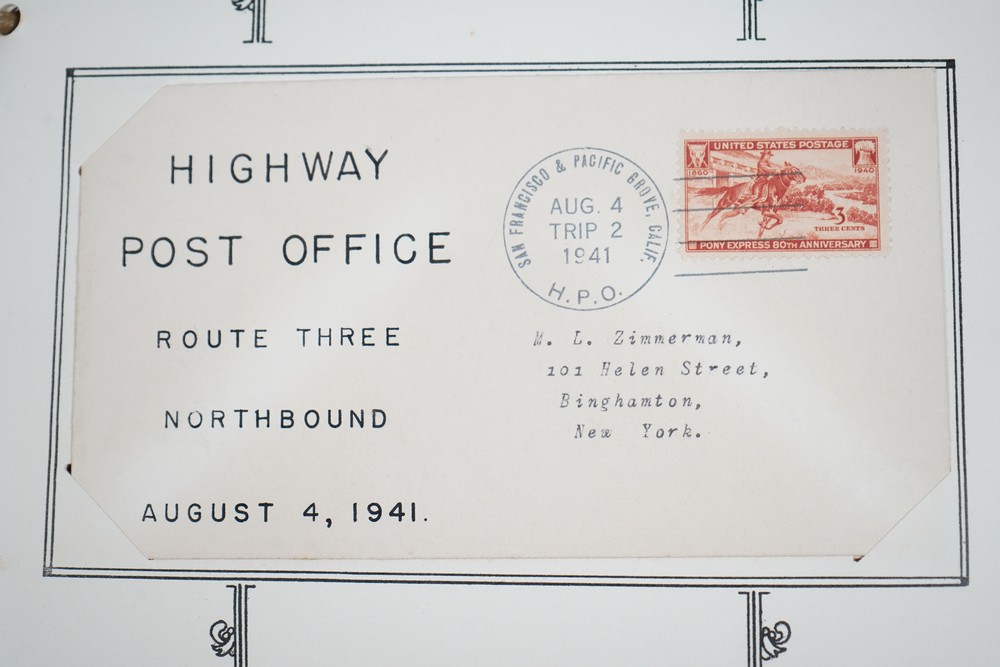 HIGHWAY
POST OFFICE
ROUTE THREE
NORTHBOUND
AUGUST 4, 1941.
SAN FRANCISCO & PACIFIC GROVE, CALIF.
AUG. 4
TRIP 2
1941
H.P.O.
UNITED STATES POSTAGE
1860 1940
3
THREE CENTS
PONY EXPRESS 80TH ANNIVERSARY
M. L. Zimmerman,
101 Helen Street,
Binghamton,
New York.